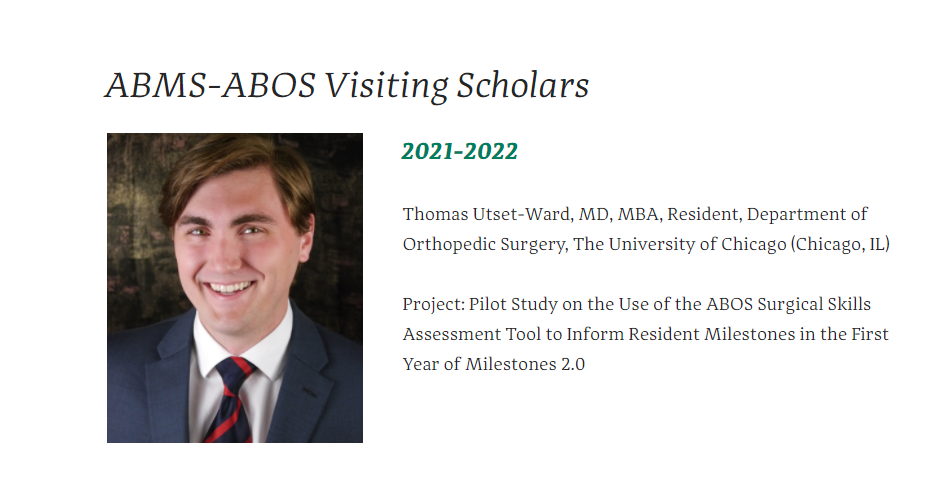 ABMS-ABOS Visiting Scholars
2021-2022
Thomas Utset-Ward, MD, MBA, Resident, Department of
Orthopedic Surgery, The University of Chicago (Chicago, IL)
Project: Pilot Study on the Use of the ABOS Surgical Skills
Assessment Tool to Inform Resident Milestones in the First
Year of Milestones 2.0